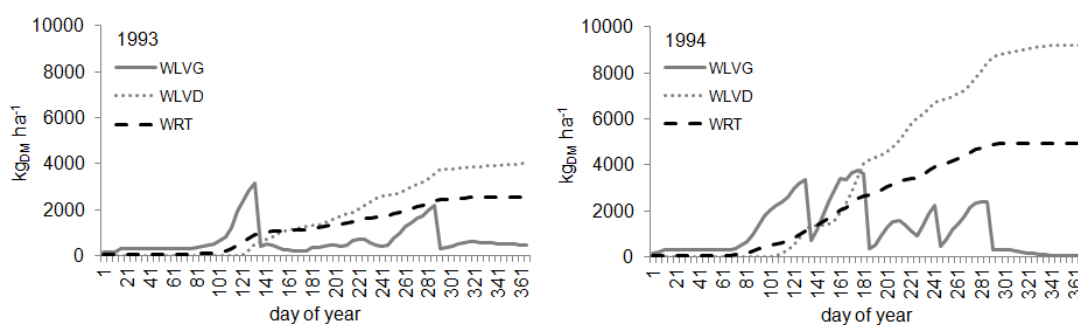 1993
WLVG
WLVD
WRT
10000
8000
6000
4000
2000
0
kgDM ha-1
1 21 41 61 81 101 121 141 161 181 201 221 241 261 281 301 321 341 361
day of year
1994
WLVG
WLVD
WRT
10000
8000
6000
4000
2000
0
kgDM ha-1
1 21 41 61 81 101 121 141 161 181 201 221 241 261 281 301 321 341 361
day of year